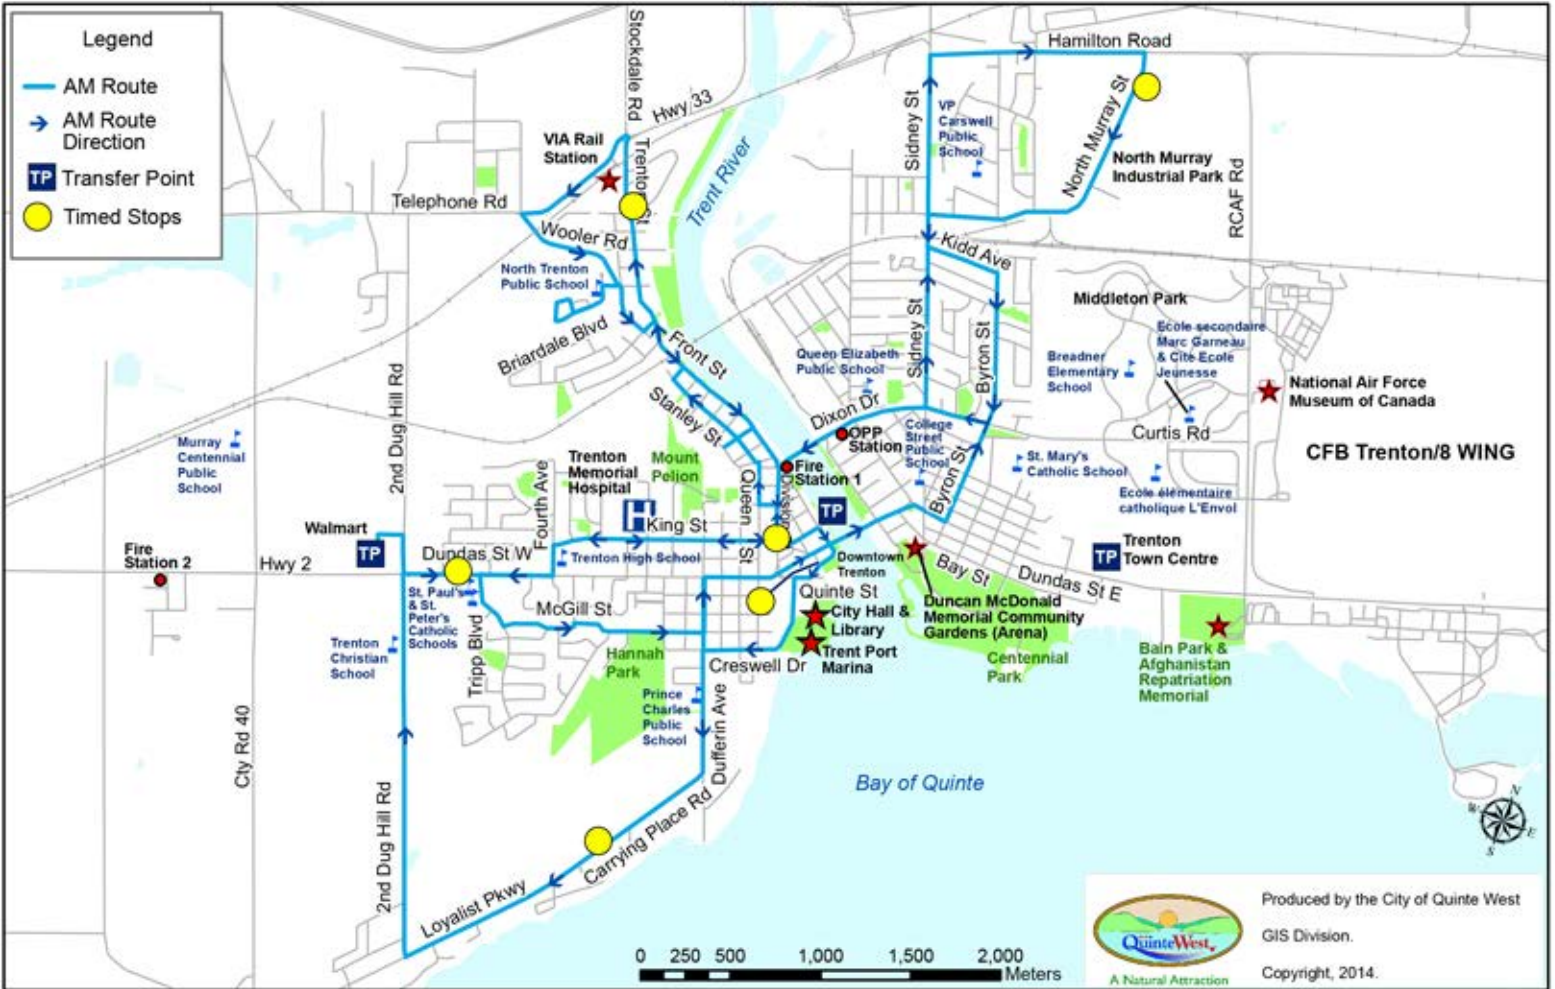 Legend
AM Route
AM Route
Direction
TP Transfer Point
Timed Stops
Stockdale Rd
Hwy 33
VIA Rail
Station
Trenton St
Telephone Rd
Wooler Rd
North Trenton
Public School
Briardale Blvd
Front St
Stanley St
Trent River
Hamilton Road
Sidney St
VP
Carswell
Public
School
North Murray St
North Murray
Industrial Park
RCAF Rd
Kidd Ave
Middleton Park
Sidney St
Byron St
Ecole secondaire
Marc Garneau
& Cite Ecole
Jeunesse
Breadner
Elementary
School
Queen Elizabeth
Public School
National Air Force
Museum of Canada
Dixon Dr
Curtis Rd
OPP
Station
College
Street
Public
School
Byron St
St. Mary's
Catholic School
Ecole élémentaire
catholique L'Envol
CFB Trenton/8 WING
2nd Dug Hill Rd
Murray
Centennial
Public
School
Trenton
Memorial
Hospital
Mount
Pelion
Fire
Station 1
Queen St
Division
Fourth Ave
H
King St
TP
Walmart
TP
Fire
Station 2
Hwy 2
Dundas St W
Trenton High School
Downtown
Trenton
TP
Trenton
Town Centre
Bay St
Dundas St E
St. Paul's
& St.
Peter's
Catholic
Schools
McGill St
Quinte St
City Hall &
Library
Trent Port
Marina
Duncan McDonald
Memorial Community
Gardens (Arena)
Trenton
Christian
School
Tripp Blvd
Hannah
Park
Creswell Dr
Centennial
Park
Bain Park &
Afghanistan
Repatriation
Memorial
Prince
Charles
Public
School
Dufferin Ave
Cty Rd 40
2nd Dug Hill Rd
Bay of Quinte
Carrying Place Rd
Loyalist Pkwy
N
W
E
S
0 250 500 1,000 1,500 2,000
Meters
QuinteWest
A Natural Attraction
Produced by the City of Quinte West
GIS Division.
Copyright, 2014.